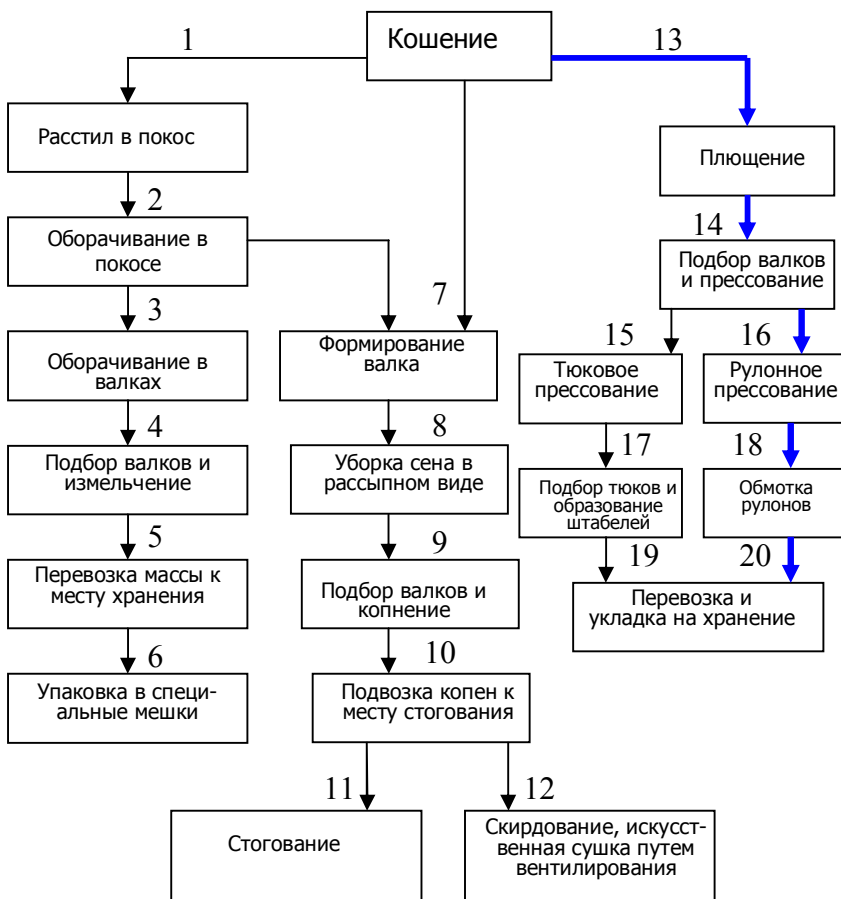 1
Кошение
13
Расстил в покос
Плющение
2
14
Оборачивание в
покосе
Подбор валков
и прессование
3
7
15
16
Оборачивание в
валках
Формирование
валка
Тюковое
прессование
Рулонное
прессование
4
8
17
18
Подбор валков и
измельчение
Уборка сена в
рассыпном виде
Подбор тюков и
образование
штабелей
Обмотка
рулонов
5
9
19
20
Перевозка массы к
месту хранения
Подбор валков и
копнение
Перевозка и
укладка на хранение
6
10
Упаковка в специ-
альные мешки
Подвозка копен к
месту стогования
11
12
Стогование
Скирдование, искусст-
венная сушка путем
вентилирования